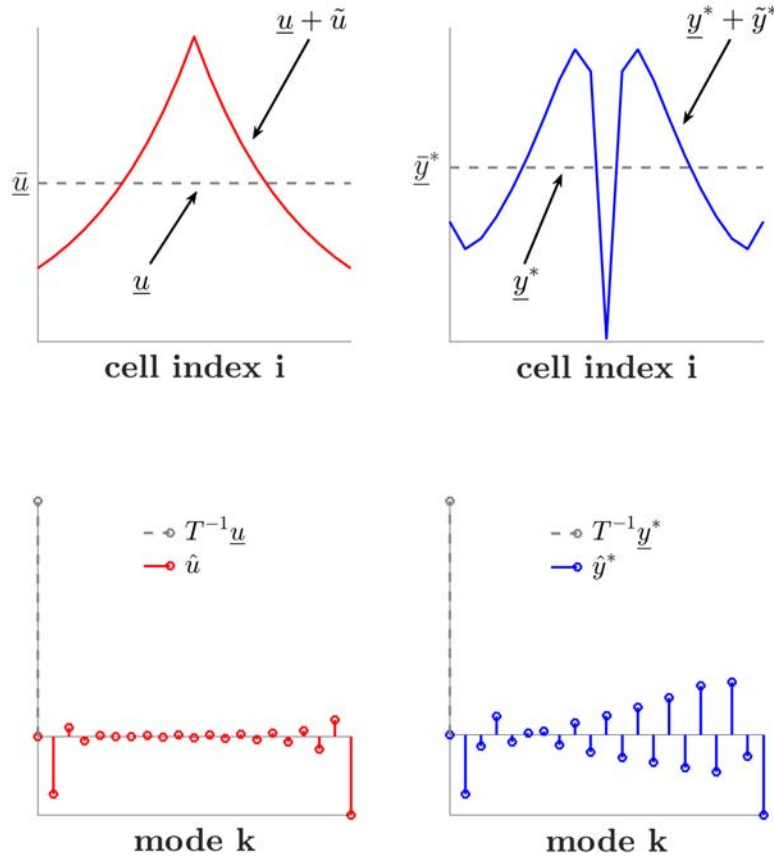 u + ũ
y* + ỹ*
ū
u
ȳ*
y*
cell index i
cell index i
T⁻¹u
û
T⁻¹y*
ŷ*
mode k
mode k